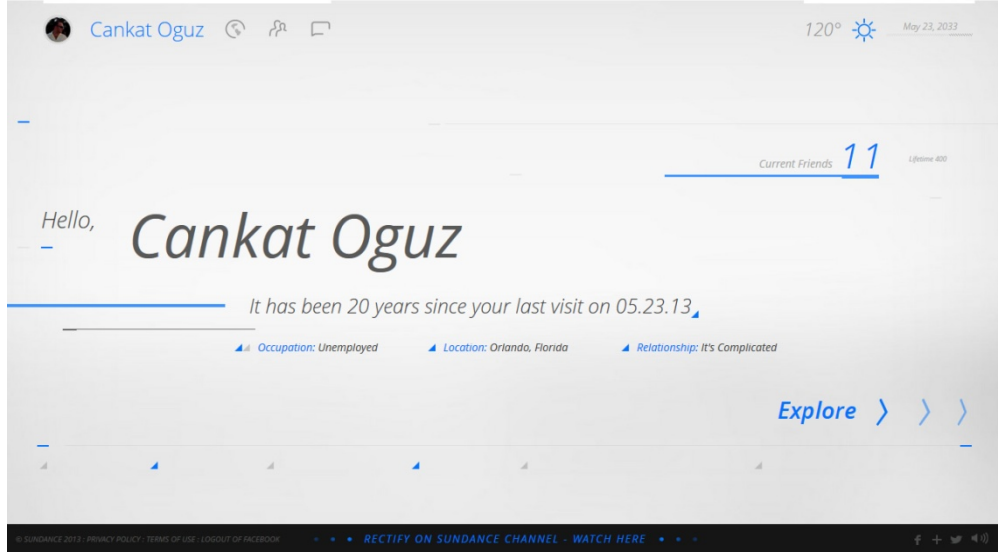 Cankat Oguz
120°
May 23, 2033
Current Friends 11 Lifetime 400
Hello,
Cankat Oguz
It has been 20 years since your last visit on 05.23.13
Occupation: Unemployed Location: Orlando, Florida Relationship: It's Complicated
Explore
© SUNDANCE 2013 : PRIVACY POLICY : TERMS OF USE : LOGOUT OF FACEBOOK RECTIFY ON SUNDANCE CHANNEL - WATCH HERE